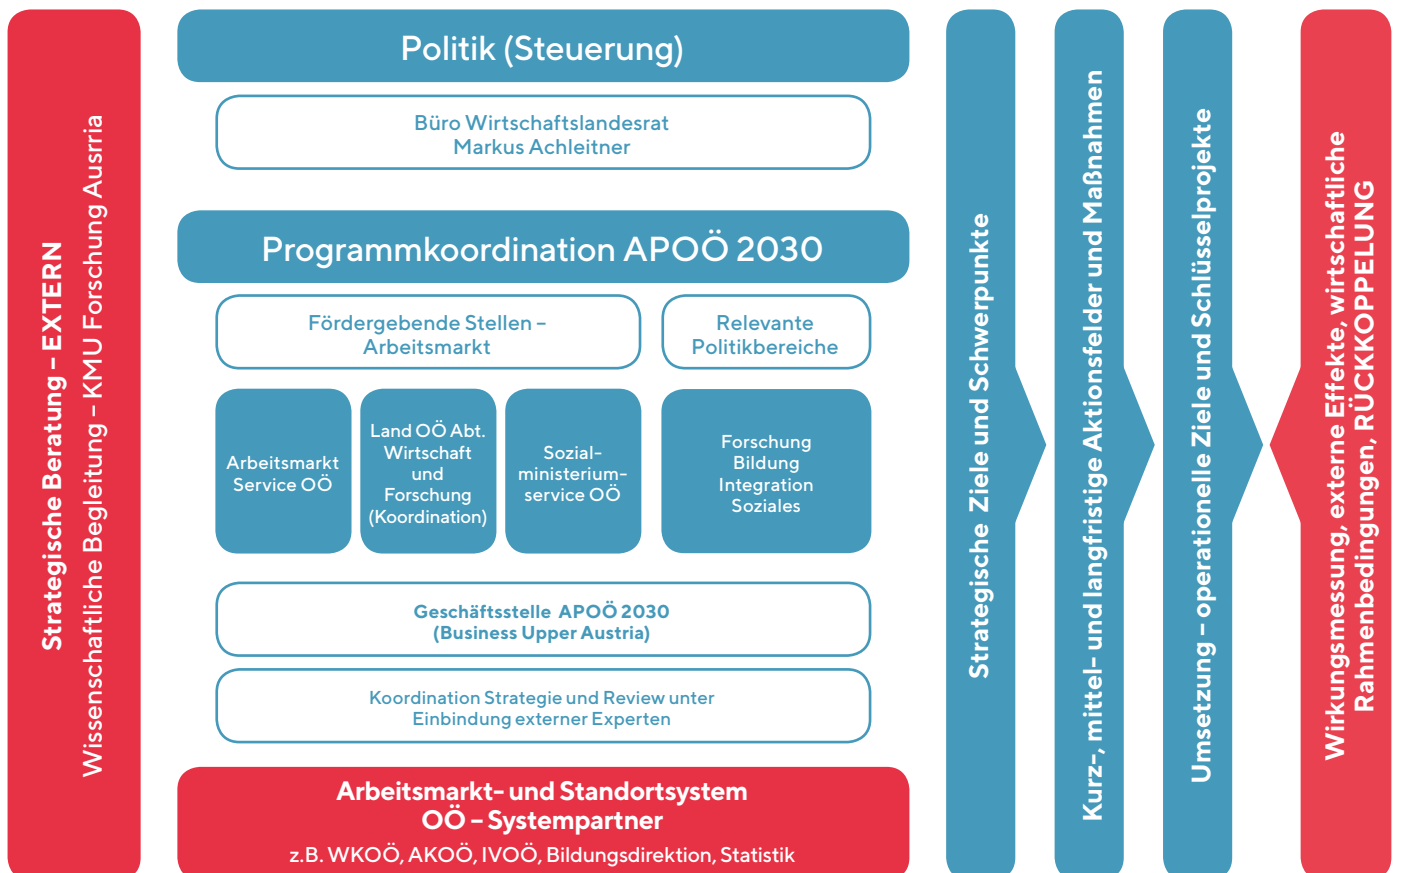 Strategische Beratung – EXTERN
Wissenschaftliche Begleitung – KMU Forschung Ausrria
Politik (Steuerung)
Büro Wirtschaftslandesrat
Markus Achleitner
Programmkoordination APOÖ 2030
Fördergebende Stellen –
Arbeitsmarkt
Relevante
Politikbereiche
Arbeitsmarkt
Service OÖ
Land OÖ Abt.
Wirtschaft
und
Forschung
(Koordination)
Sozial-
ministerium-
service OÖ
Forschung
Bildung
Integration
Soziales
Geschäftsstelle APOÖ 2030
(Business Upper Austria)
Koordination Strategie und Review unter
Einbindung externer Experten
Arbeitsmarkt- und Standortsystem
OÖ – Systempartner
z.B. WKOÖ, AKOÖ, IVOÖ, Bildungsdirektion, Statistik
Strategische Ziele und Schwerpunkte
Kurz-, mittel- und langfristige Aktionsfelder und Maßnahmen
Umsetzung – operationelle Ziele und Schlüsselprojekte
Wirkungsmessung, externe Effekte, wirtschaftliche
Rahmenbedingungen, RÜCKKOPPELUNG